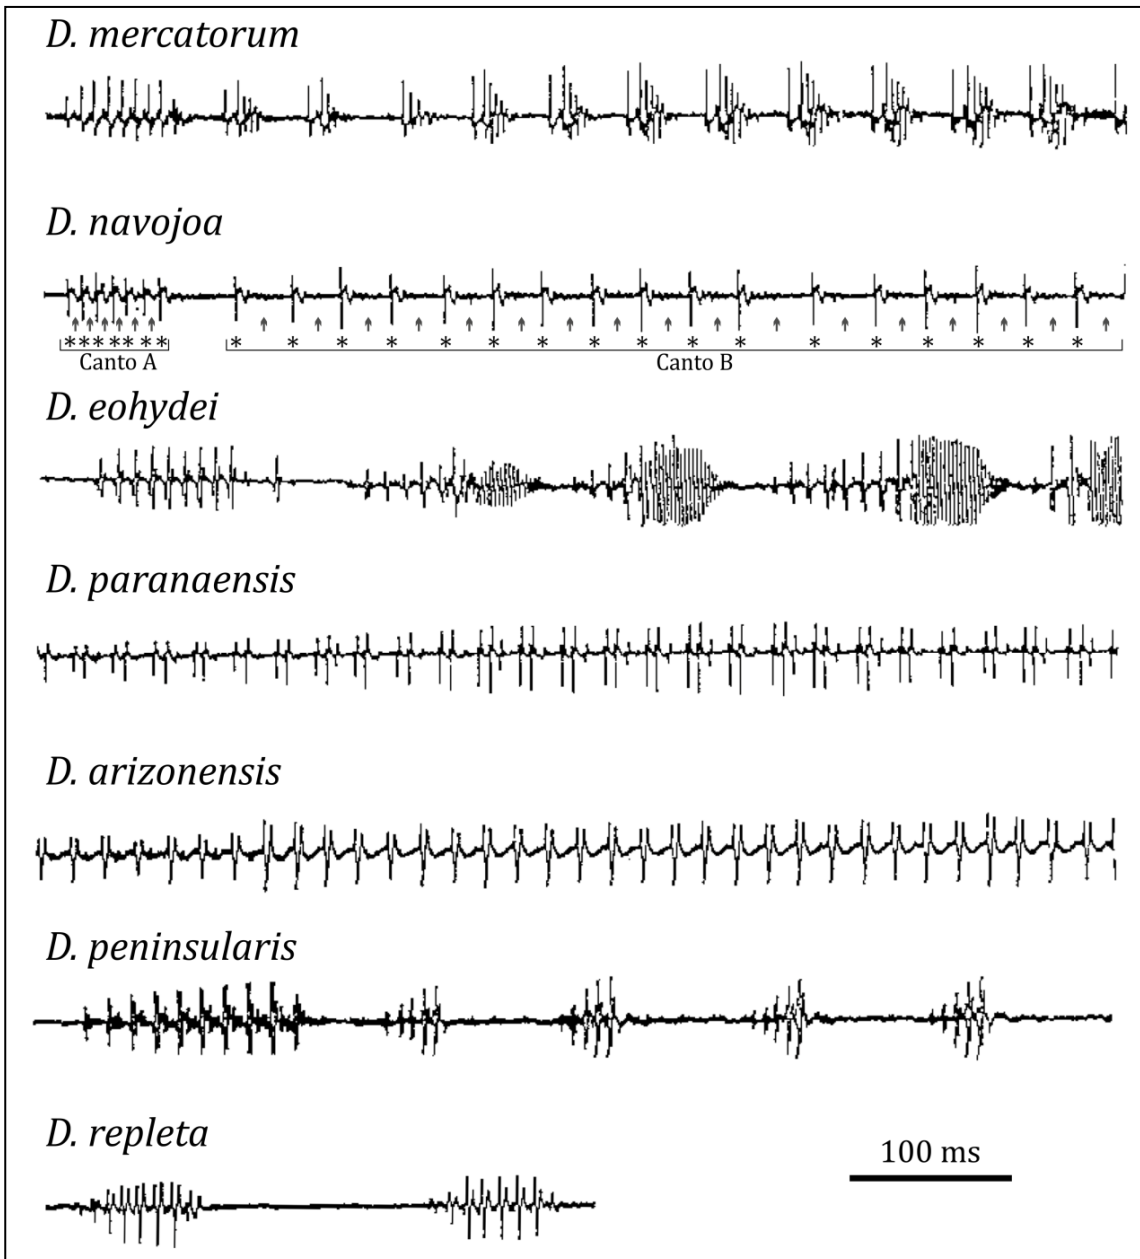 D. mercatorum
D. navojoa
* * * * * * * * * * * * * * * * * * * * * * * *
Canto A Canto B
D. eohydei
D. paranaensis
D. arizonensis
D. peninsularis
D. repleta
100 ms